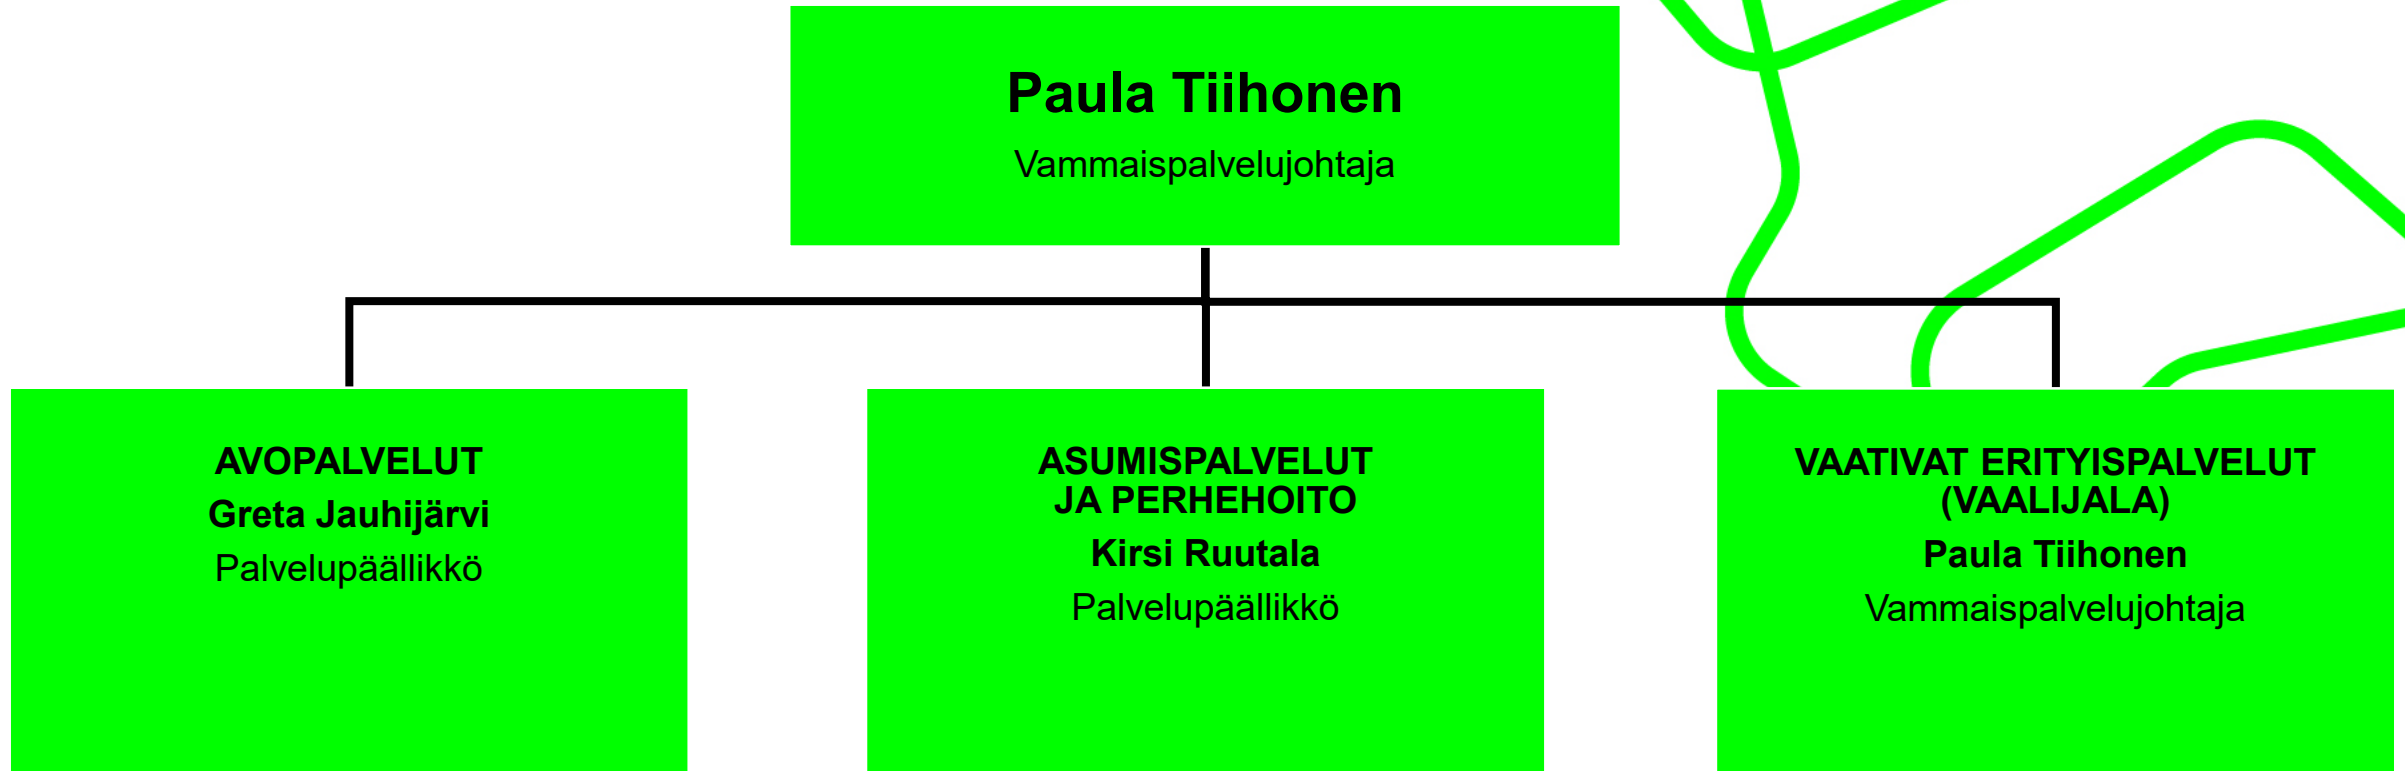 Paula Tiihonen
Vammaispalvelujohtaja
AVOPALVELUT
Greta Jauhijärvi
Palvelupäällikkö
ASUMISPALVELUT
JA PERHEHOITO
Kirsi Ruutala
Palvelupäällikkö
VAATIVAT ERITYISPALVELUT
(VAALIJALA)
Paula Tiihonen
Vammaispalvelujohtaja